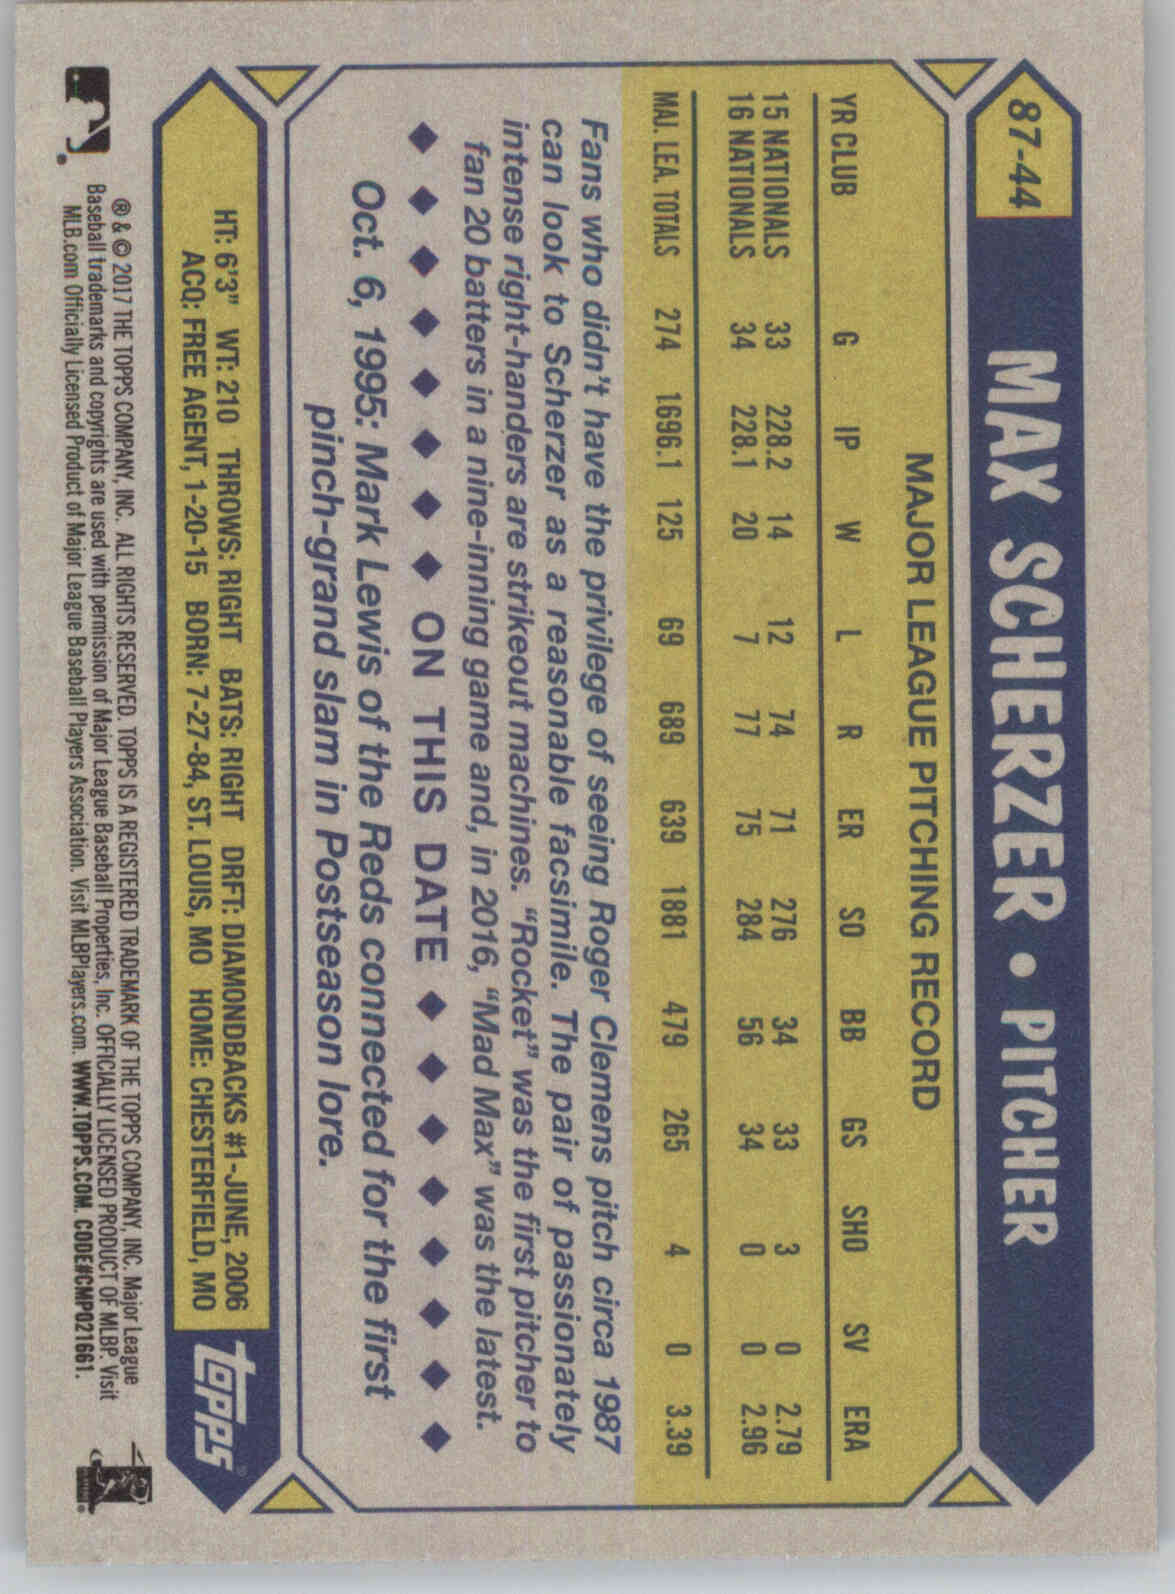 87-44 MAX SCHERZER • PITCHER
MAJOR LEAGUE PITCHING RECORD
YR CLUB G IP W L R ER SO BB GS SHO SV ERA
15 NATIONALS 33 228.2 14 12 74 71 276 34 33 3 0 2.79
16 NATIONALS 34 228.1 20 7 77 75 284 56 34 0 0 2.96
MAJ. LEA. TOTALS 274 1696.1 125 69 689 639 1881 479 265 4 0 3.39
Fans who didn't have the privilege of seeing Roger Clemens pitch circa 1987
can look to Scherzer as a reasonable facsimile. The pair of passionately
intense right-handers are strikeout machines. "Rocket" was the first pitcher to
fan 20 batters in a nine-inning game and, in 2016, "Mad Max" was the latest.
◆ ◆ ◆ ◆ ◆ ◆ ◆ ◆ ON THIS DATE ◆ ◆ ◆ ◆ ◆ ◆ ◆ ◆
Oct. 6, 1995: Mark Lewis of the Reds connected for the first
pinch-grand slam in Postseason lore.
HT: 6'3" WT: 210 THROWS: RIGHT BATS: RIGHT DRFT: DIAMONDBACKS #1-JUNE, 2006
ACQ: FREE AGENT, 1-20-15 BORN: 7-27-84, ST. LOUIS, MO HOME: CHESTERFIELD, MO
Topps®
® & © 2017 THE TOPPS COMPANY, INC. ALL RIGHTS RESERVED. TOPPS IS A REGISTERED TRADEMARK OF THE TOPPS COMPANY, INC. Major League
Baseball trademarks and copyrights are used with permission of Major League Baseball Properties, Inc. OFFICIALLY LICENSED PRODUCT OF MLBP. Visit
MLB.com Officially Licensed Product of Major League Baseball Players Association. Visit MLBPlayers.com. WWW.TOPPS.COM. CODE#CMP021661.